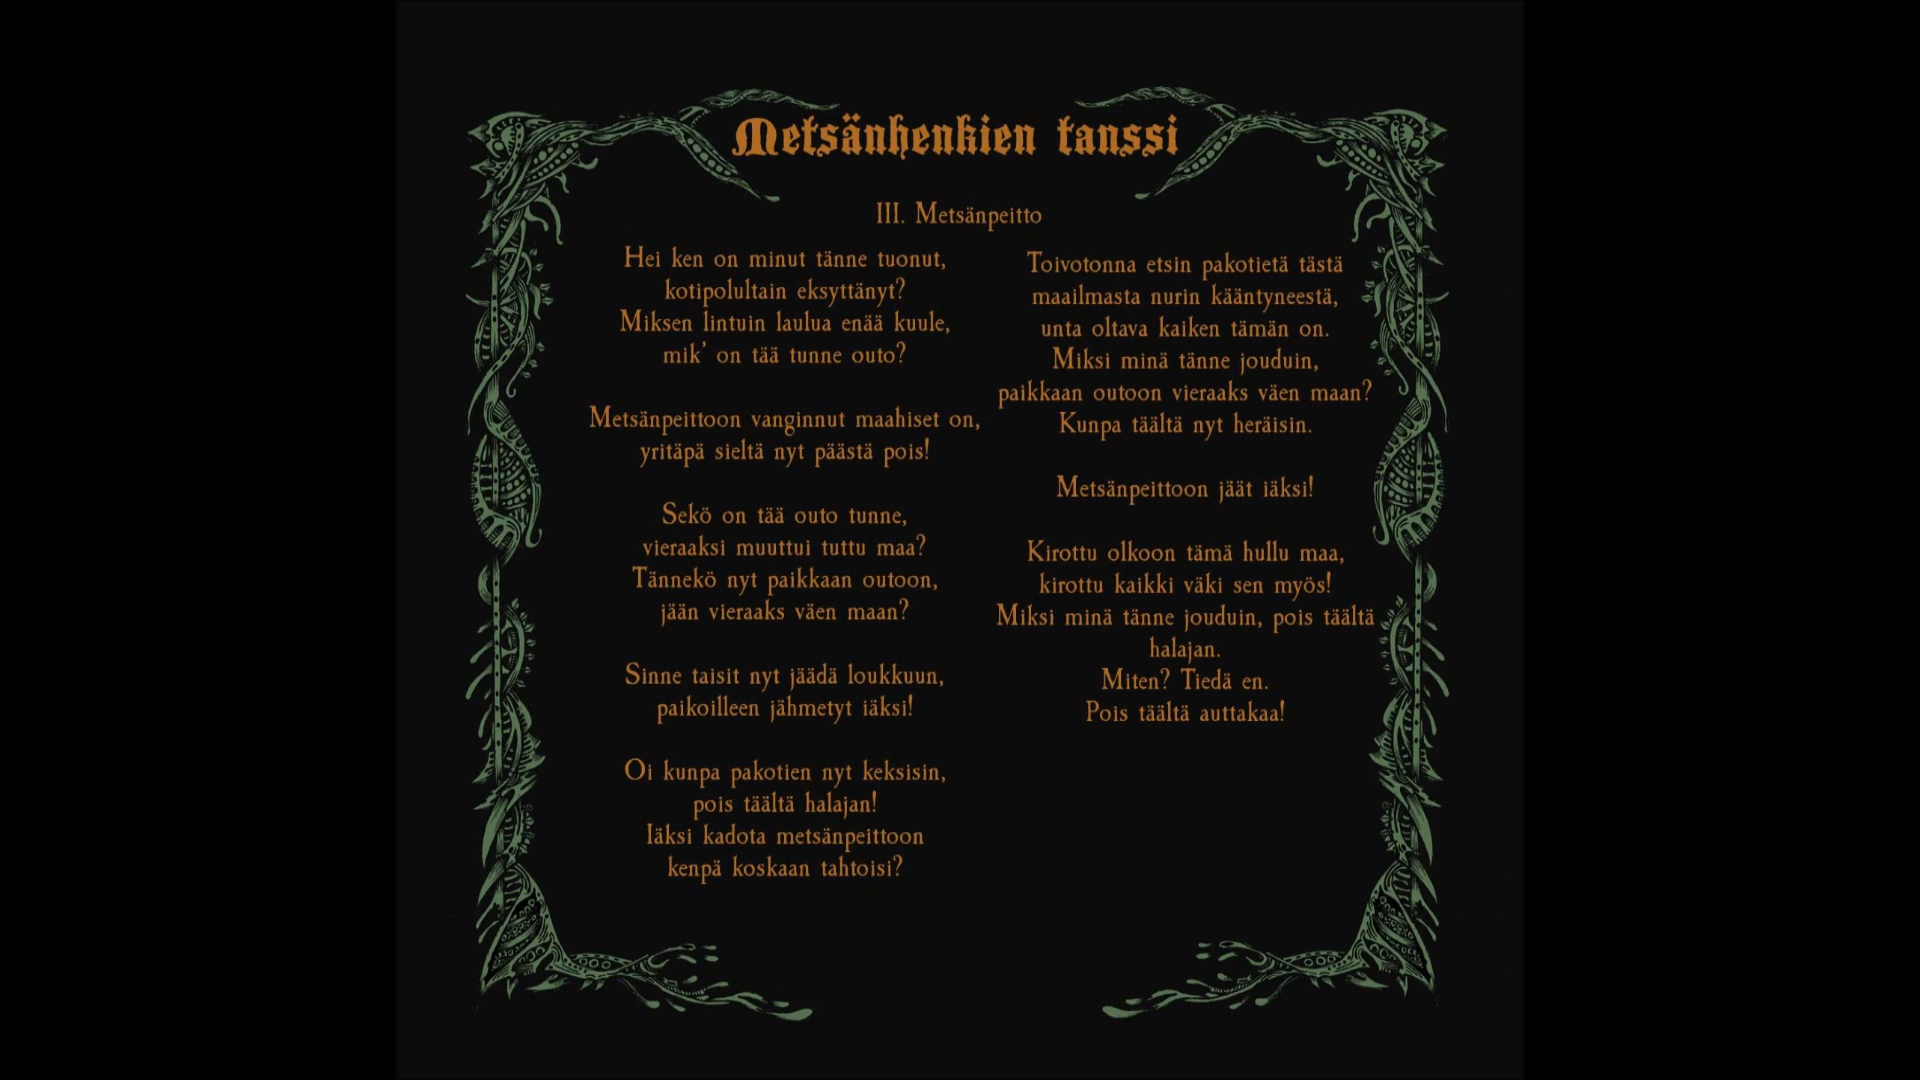 Metsänhenkien tanssi
III. Metsänpeitto
Hei ken on minut tänne tuonut,
kotipolultain eksyttänyt?
Miksen lintuin laulua enää kuule,
mik' on tää tunne outo?
Metsänpeittoon vanginnut maahiset on,
yritäpä sieltä nyt päästä pois!
Sekö on tää outo tunne,
vieraaksi muuttui tuttu maa?
Tännekö nyt paikkaan outoon,
jään vieraaks väen maan?
Sinne taisit nyt jäädä loukkuun,
paikoilleen jähmetyt iäksi!
Oi kunpa pakotien nyt keksisin,
pois täältä halajan!
Iäksi kadota metsänpeittoon
kenpä koskaan tahtoisi?
Toivotonna etsin pakotietä tästä
maailmasta nurin kääntyneestä,
unta oltava kaiken tämän on.
Miksi minä tänne jouduin,
paikkaan outoon vieraaks väen maan?
Kunpa täältä nyt heräisin.
Metsänpeittoon jäät iäksi!
Kirottu olkoon tämä hullu maa,
kirottu kaikki väki sen myös!
Miksi minä tänne jouduin, pois täältä
halajan.
Miten? Tiedä en.
Pois täältä auttakaa!